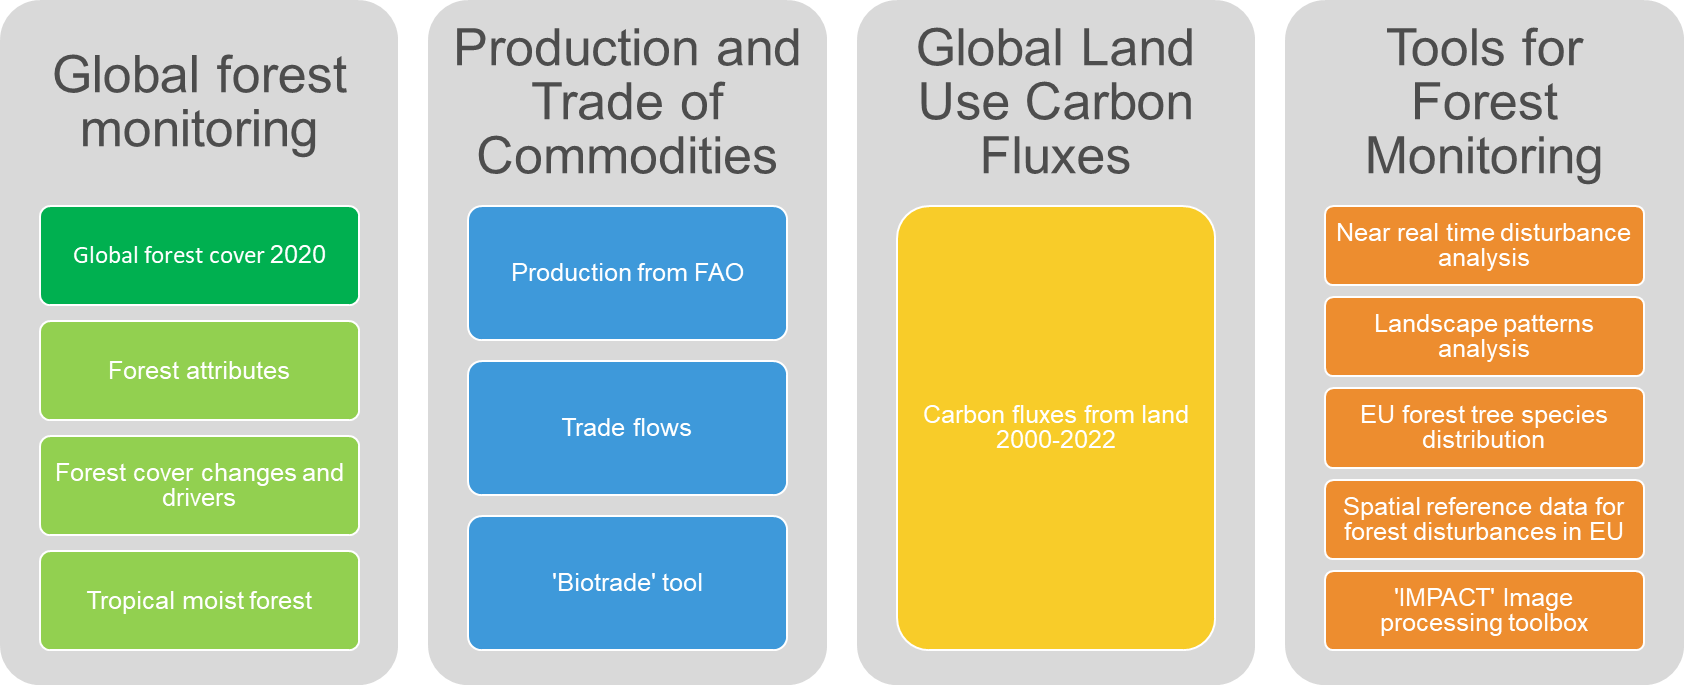 Global forest
monitoring
Global forest cover 2020
Forest attributes
Forest cover changes and
drivers
Tropical moist forest
Production and
Trade of
Commodities
Production from FAO
Trade flows
'Biotrade' tool
Global Land
Use Carbon
Fluxes
Carbon fluxes from land
2000-2022
Tools for
Forest
Monitoring
Near real time disturbance
analysis
Landscape patterns
analysis
EU forest tree species
distribution
Spatial reference data for
forest disturbances in EU
'IMPACT' Image
processing toolbox